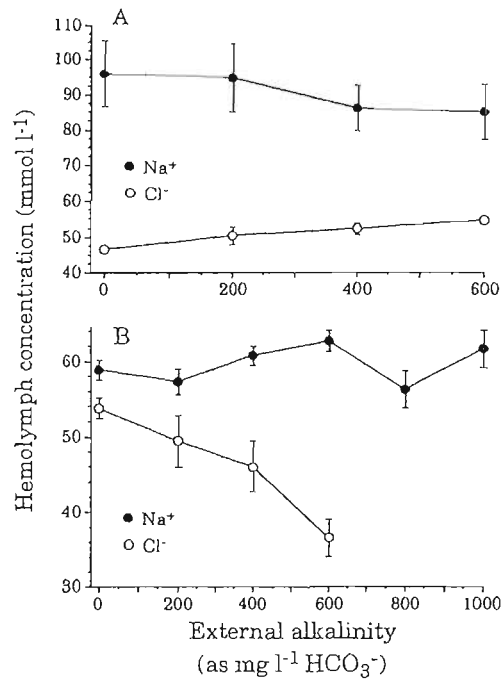 A
110
100
90
80
70
60
50
40
● Na⁺
○ Cl⁻
0 200 400 600
B
60
50
40
30
● Na⁺
○ Cl⁻
0 200 400 600 800 1000
Hemolymph concentration (mmol l⁻¹)
External alkalinity
(as mg l⁻¹ HCO₃⁻)